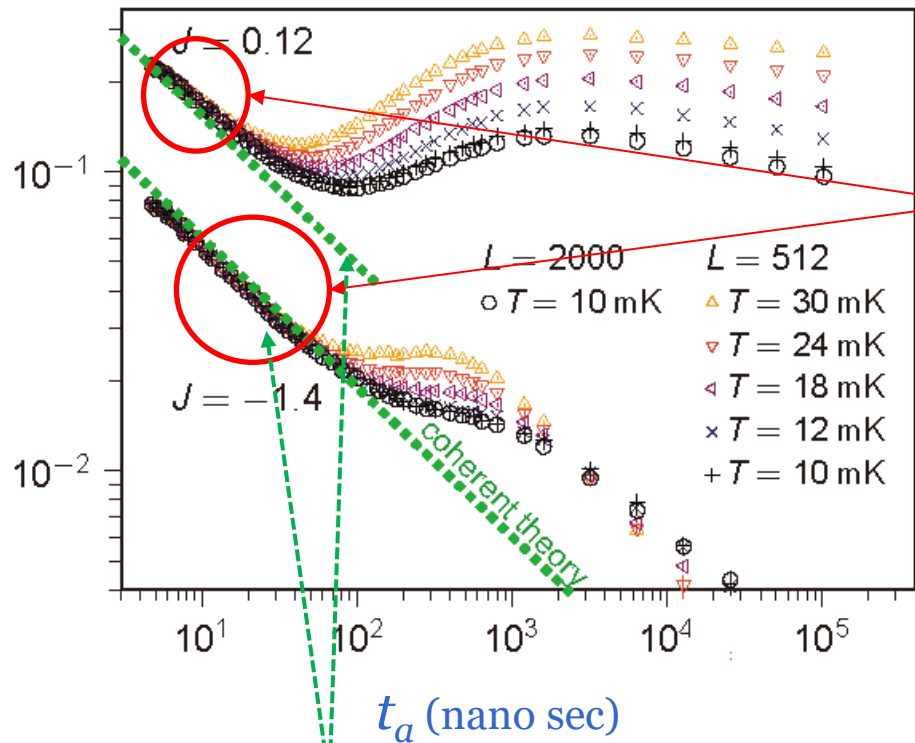 J = 0.12
10⁻¹
L = 2000 L = 512
T = 10 mK T = 30 mK
T = 24 mK
J = −1.4 T = 18 mK
T = 12 mK
10⁻² T = 10 mK
coherent theory
10¹ 10² 10³ 10⁴ 10⁵
tₐ (nano sec)